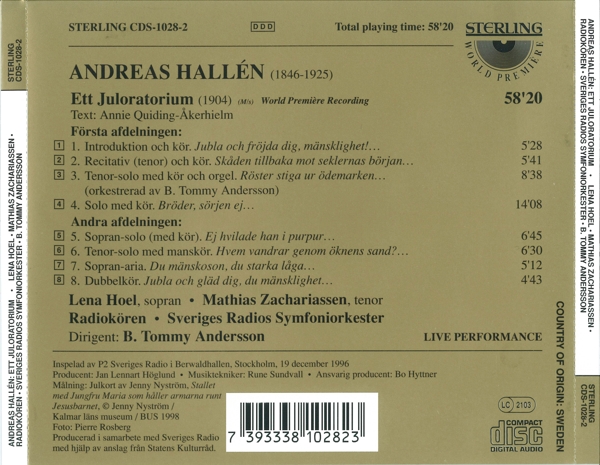 STERLING CDS-1028-2
DDD
Total playing time: 58'20
STERLING
WORLD PREMIERE
ANDREAS HALLÉN (1846-1925)
Ett Juloratorium (1904) (M/s) World Première Recording 58'20
Text: Annie Quiding-Åkerhielm
Första afdelningen:
1 1. Introduktion och kör. Jubla och fröjda dig, mänsklighet!… 5'28
2 2. Recitativ (tenor) och kör. Skåden tillbaka mot seklernas början… 5'41
3 3. Tenor-solo med kör och orgel. Röster stiga ur ödemarken… 8'38
(orkestrerad av B. Tommy Andersson)
4 4. Solo med kör. Bröder, sörjen ej… 14'08
Andra afdelningen:
5 5. Sopran-solo (med kör). Ej hvilade han i purpur… 6'45
6 6. Tenor-solo med manskör. Hvem vandrar genom öknens sand?… 6'30
7 7. Sopran-aria. Du mänskoson, du starka låga… 5'12
8 8. Dubbelkör. Jubla och gläd dig, du mänsklighet… 4'43
Lena Hoel, sopran • Mathias Zachariassen, tenor
Radiokören • Sveriges Radios Symfoniorkester
Dirigent: B. Tommy Andersson LIVE PERFORMANCE
Inspelad av P2 Sveriges Radio i Berwaldhallen, Stockholm, 19 december 1996
Producent: Jan Lennart Höglund • Musiktekniker: Rune Sundvall • Ansvarig producent: Bo Hyttner
Målning: Julkort av Jenny Nyström, Stallet
med Jungfru Maria som håller armarna runt
Jesusbarnet, © Jenny Nyström /
Kalmar läns museum / BUS 1998
Foto: Pierre Rosberg
Producerad i samarbete med Sveriges Radio
med hjälp av anslag från Statens Kulturråd.
7 393338 102823
LC 2103
COMPACT
disc
DIGITAL AUDIO
COUNTRY OF ORIGIN: SWEDEN
STERLING
CDS-1028-2
ANDREAS HALLÉN: ETT JULORATORIUM • LENA HOEL • MATHIAS ZACHARIASSEN •
RADIOKÖREN • SVERIGES RADIOS SYMFONIORKESTER • B. TOMMY ANDERSSON
ANDREAS HALLÉN: ETT JULORATORIUM • LENA HOEL • MATHIAS ZACHARIASSEN •
RADIOKÖREN • SVERIGES RADIOS SYMFONIORKESTER • B. TOMMY ANDERSSON
STERLING
CDS-1028-2